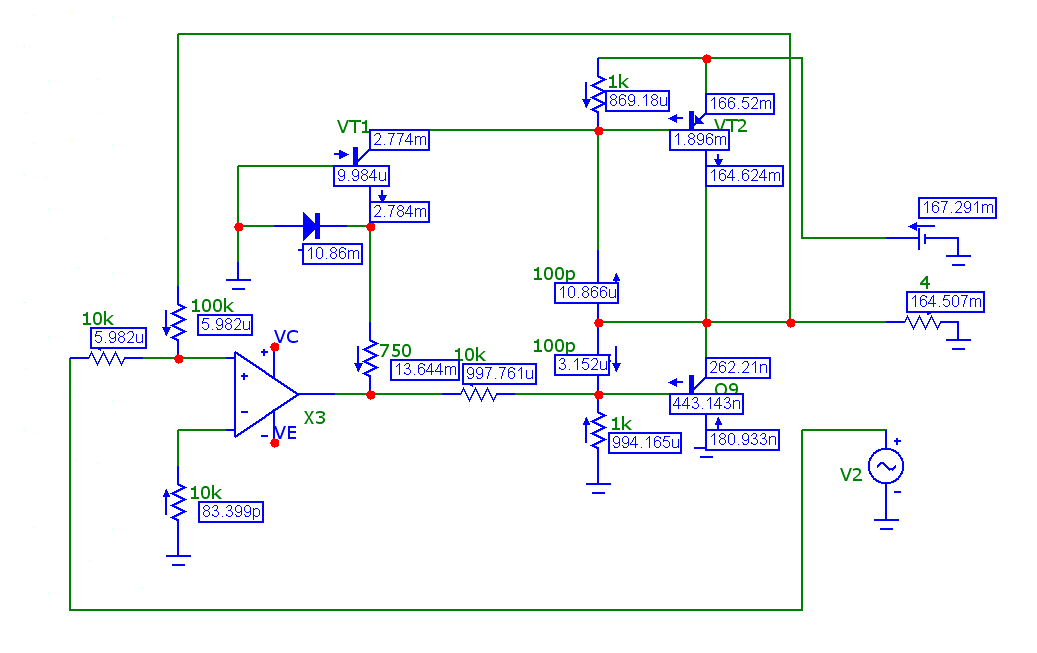 1k
869.18u
166.52m
VT1
2.774m
VT2
1.896m
9.984u
164.624m
2.784m
167.291m
-10.86m
100p
10.866u
4
164.507m
100k
5.982u
10k
5.982u
VC
+
750
13.644m
10k
997.761u
100p
3.152u
262.21n
Q9
443.143n
+
-
X3
VE
-
1k
994.165u
180.933n
V2
+
-
10k
83.399p